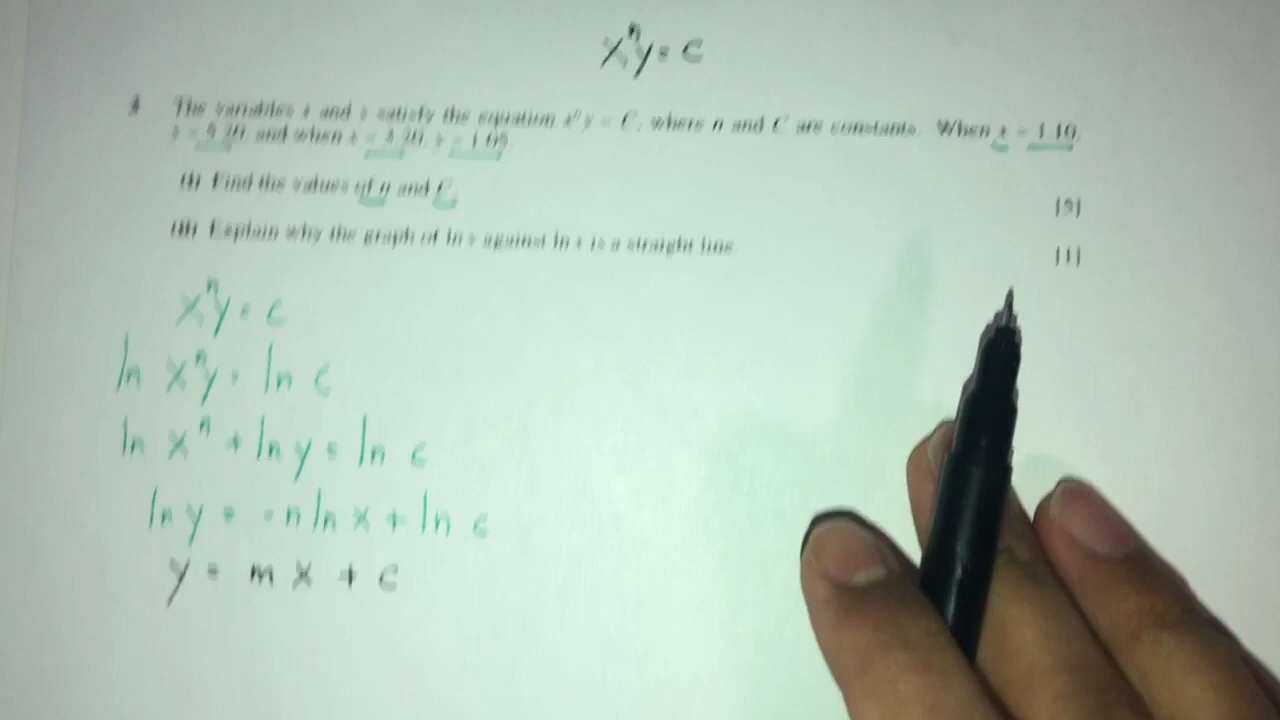 xⁿy = c
The variables x and y satisfy the equation xⁿy = C, where n and C are constants. When x = 1.10,
and when x =
(i) Find the values of n and C. [5]
(ii) Explain why the graph of ln y against ln x is a straight line. [1]
xⁿy = c
ln xⁿy = ln c
ln xⁿ + ln y = ln c
ln y = -n ln x + ln c
y = m x + c